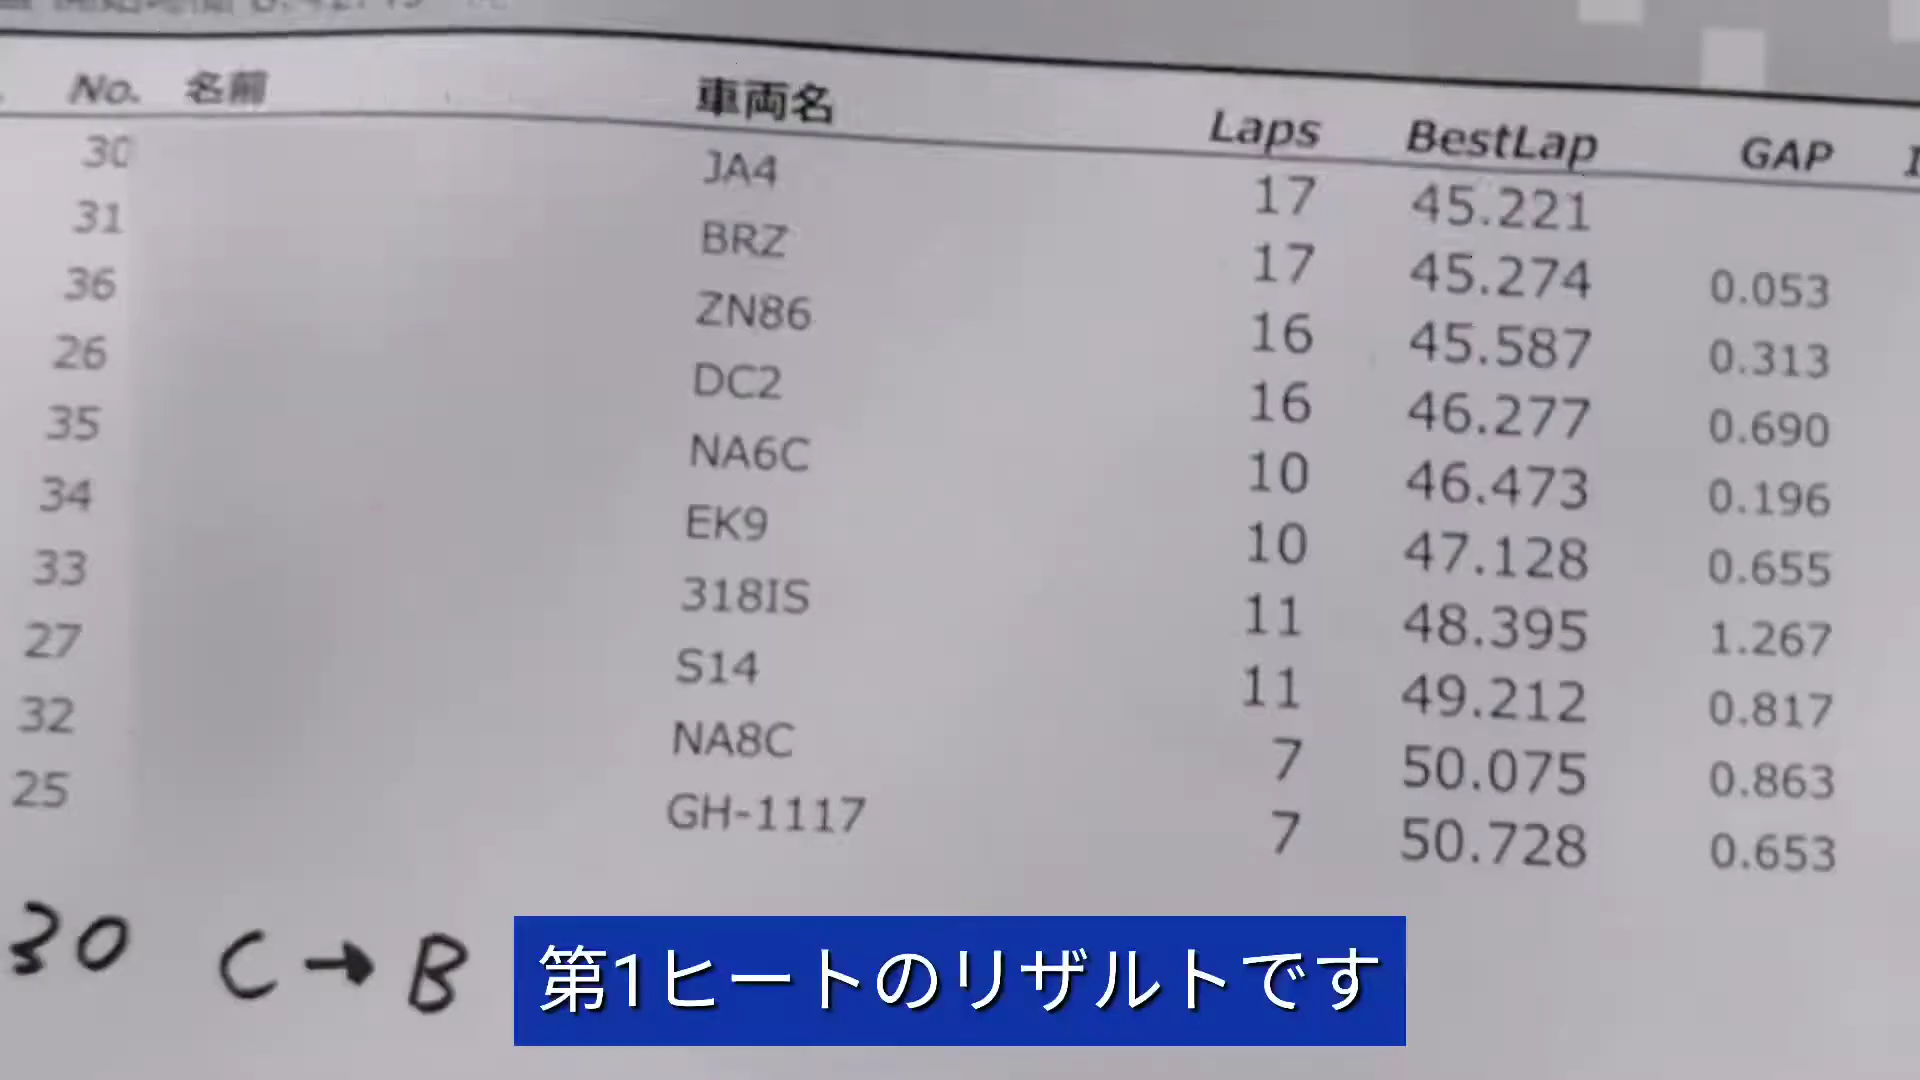 No. 名前 車両名 Laps BestLap GAP
30 JA4 17 45.221
31 BRZ 17 45.274 0.053
36 ZN86 16 45.587 0.313
26 DC2 16 46.277 0.690
35 NA6C 10 46.473 0.196
34 EK9 10 47.128 0.655
33 318IS 11 48.395 1.267
27 S14 11 49.212 0.817
32 NA8C 7 50.075 0.863
25 GH-1117 7 50.728 0.653
30 C→B
第1ヒートのリザルトです